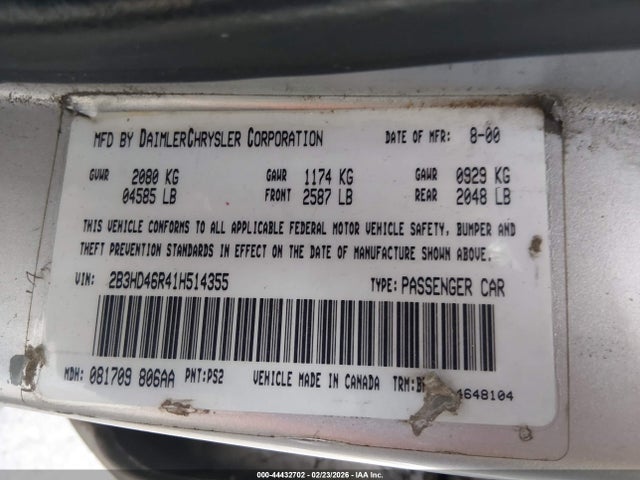 MFD BY DAIMLERCHRYSLER CORPORATION DATE OF MFR: 8-00
GVWR 2080 KG GAWR 1174 KG GAWR 0929 KG
04585 LB FRONT 2587 LB REAR 2048 LB
THIS VEHICLE CONFORMS TO ALL APPLICABLE FEDERAL MOTOR VEHICLE SAFETY, BUMPER AND
THEFT PREVENTION STANDARDS IN EFFECT ON THE DATE OF MANUFACTURE SHOWN ABOVE.
VIN: 2B3HD46R41H514355 TYPE: PASSENGER CAR
MDH: 081709 806AA PNT: PS2 VEHICLE MADE IN CANADA TRM: 4648104
000-44432702 - 02/23/2026 - IAA Inc.